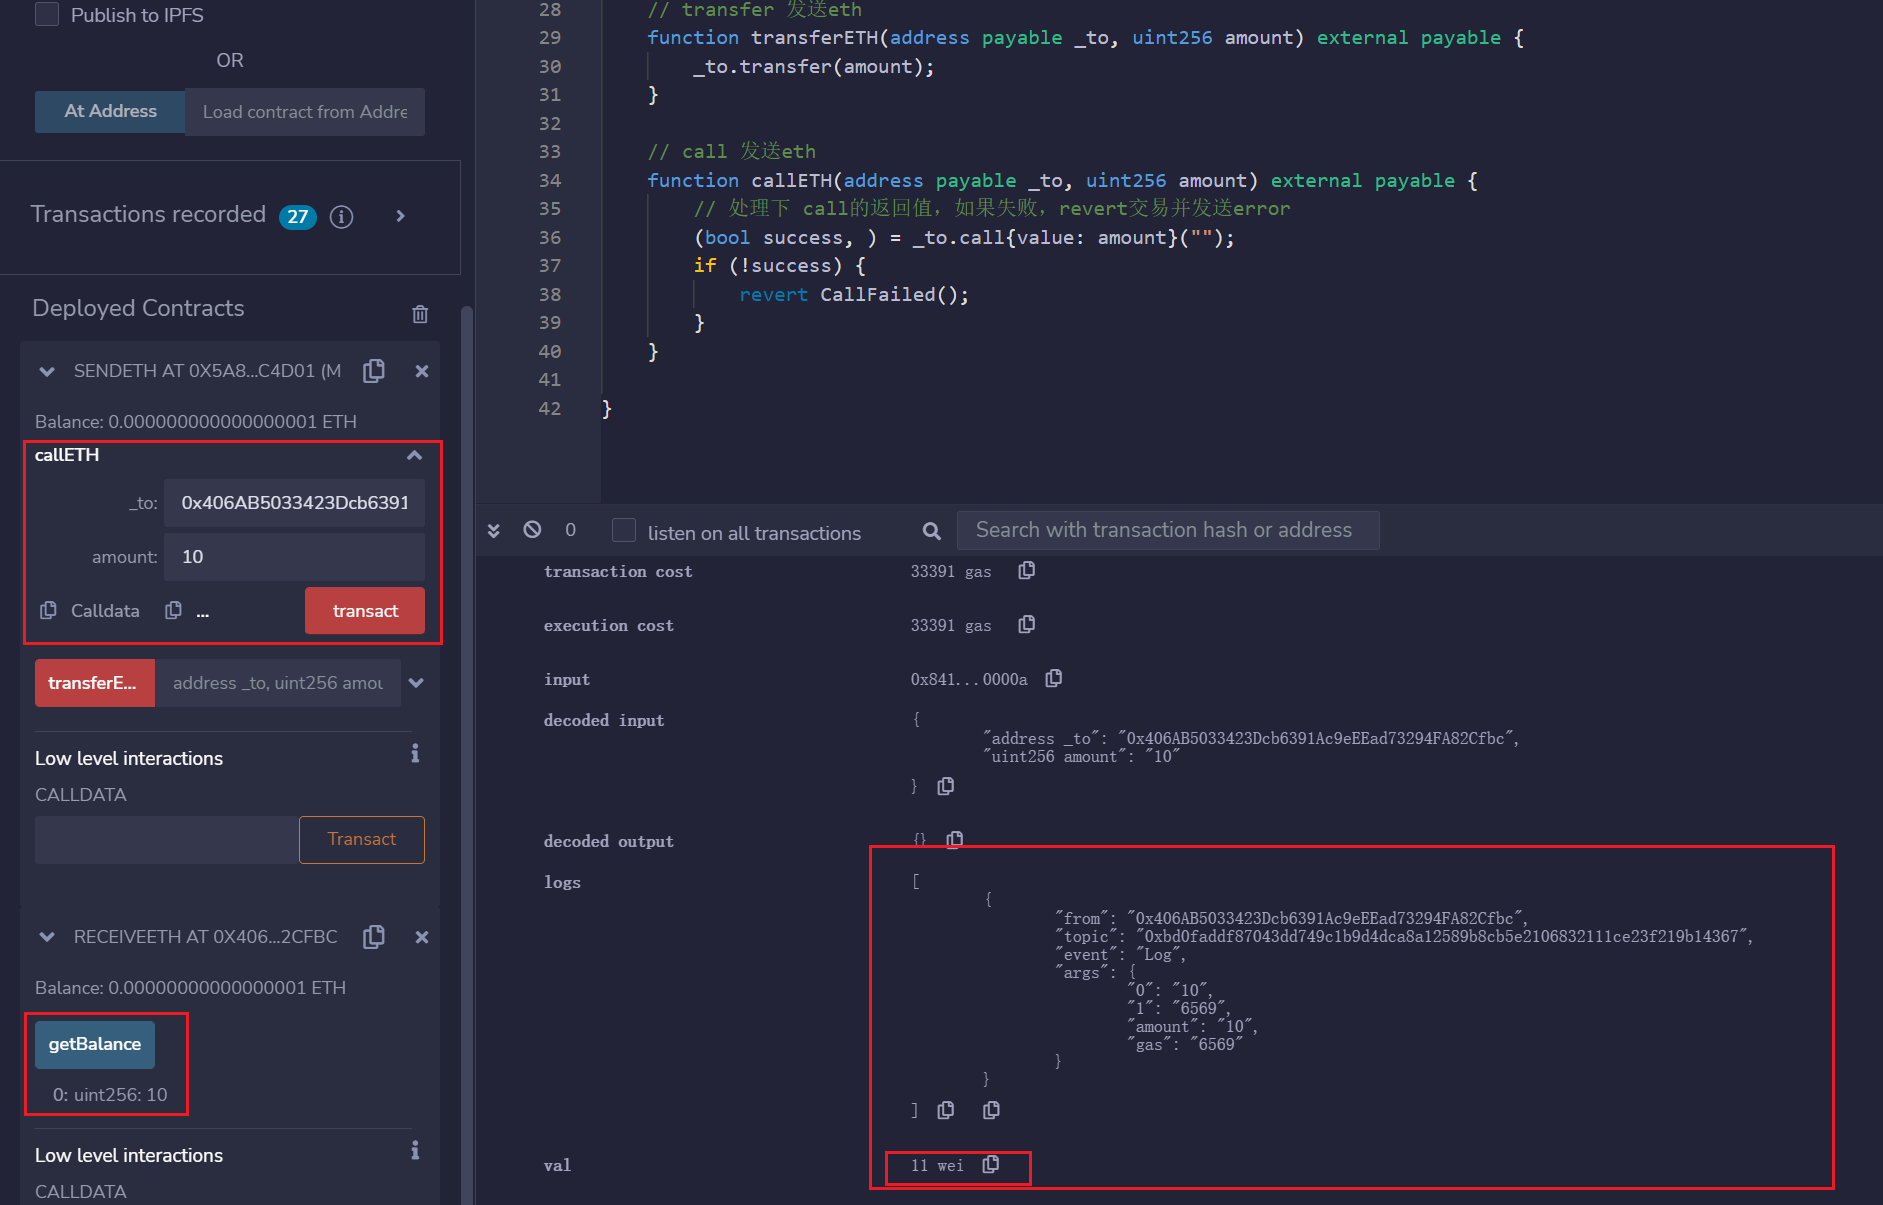 Publish to IPFS
OR
At Address
Load contract from Addre
Transactions recorded 27
Deployed Contracts
SENDETH AT 0X5A8...C4D01 (M
Balance: 0.000000000000000001 ETH
callETH
_to: 0x406AB5033423Dcb6391
amount: 10
Calldata ... transact
transferE... address _to, uint256 amou
Low level interactions
CALLDATA
Transact
RECEIVEETH AT 0X406...2CFBC
Balance: 0.00000000000000001 ETH
getBalance
0: uint256: 10
Low level interactions
CALLDATA
28 // transfer 发送eth
29 function transferETH(address payable _to, uint256 amount) external payable {
30 _to.transfer(amount);
31 }
32
33 // call 发送eth
34 function callETH(address payable _to, uint256 amount) external payable {
35 // 处理下 call的返回值，如果失败，revert交易并发送error
36 (bool success, ) = _to.call{value: amount}("");
37 if (!success) {
38 revert CallFailed();
39 }
40 }
41
42 }
0 listen on all transactions Search with transaction hash or address
transaction cost 33391 gas
execution cost 33391 gas
input 0x841...0000a
decoded input {
"address _to": "0x406AB5033423Dcb6391Ac9eEEad73294FA82Cfbc",
"uint256 amount": "10"
}
decoded output {}
logs [
{
"from": "0x406AB5033423Dcb6391Ac9eEEad73294FA82Cfbc",
"topic": "0xbd0faddf87043dd749c1b9d4dca8a12589b8cb5e2106832111ce23f219b14367",
"event": "Log",
"args": {
"0": "10",
"1": "6569",
"amount": "10",
"gas": "6569"
}
}
]
val 11 wei